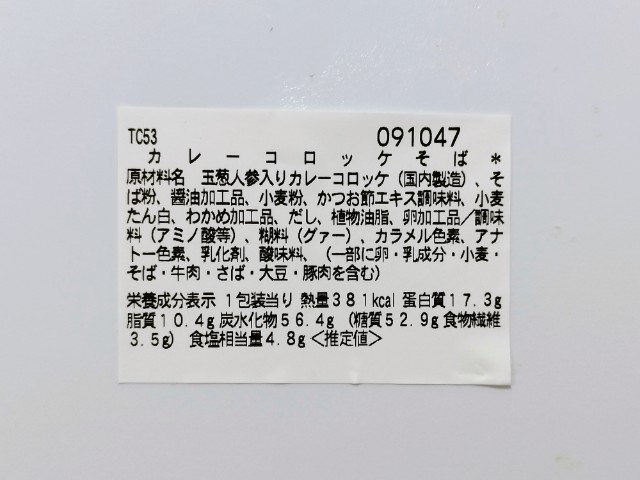 TC53 091047
カレーコロッケそば＊
原材料名 玉葱人参入りカレーコロッケ（国内製造）、そ
ば粉、醤油加工品、小麦粉、かつお節エキス調味料、小麦
たん白、わかめ加工品、だし、植物油脂、卵加工品／調味
料（アミノ酸等）、糊料（グァー）、カラメル色素、アナ
トー色素、乳化剤、酸味料、（一部に卵・乳成分・小麦・
そば・牛肉・さば・大豆・豚肉を含む）
栄養成分表示 １包装当り 熱量３８１kcal 蛋白質１７.３g
脂質１０.４g 炭水化物５６.４g （糖質５２.９g 食物繊維
３.５g） 食塩相当量４.８g＜推定値＞